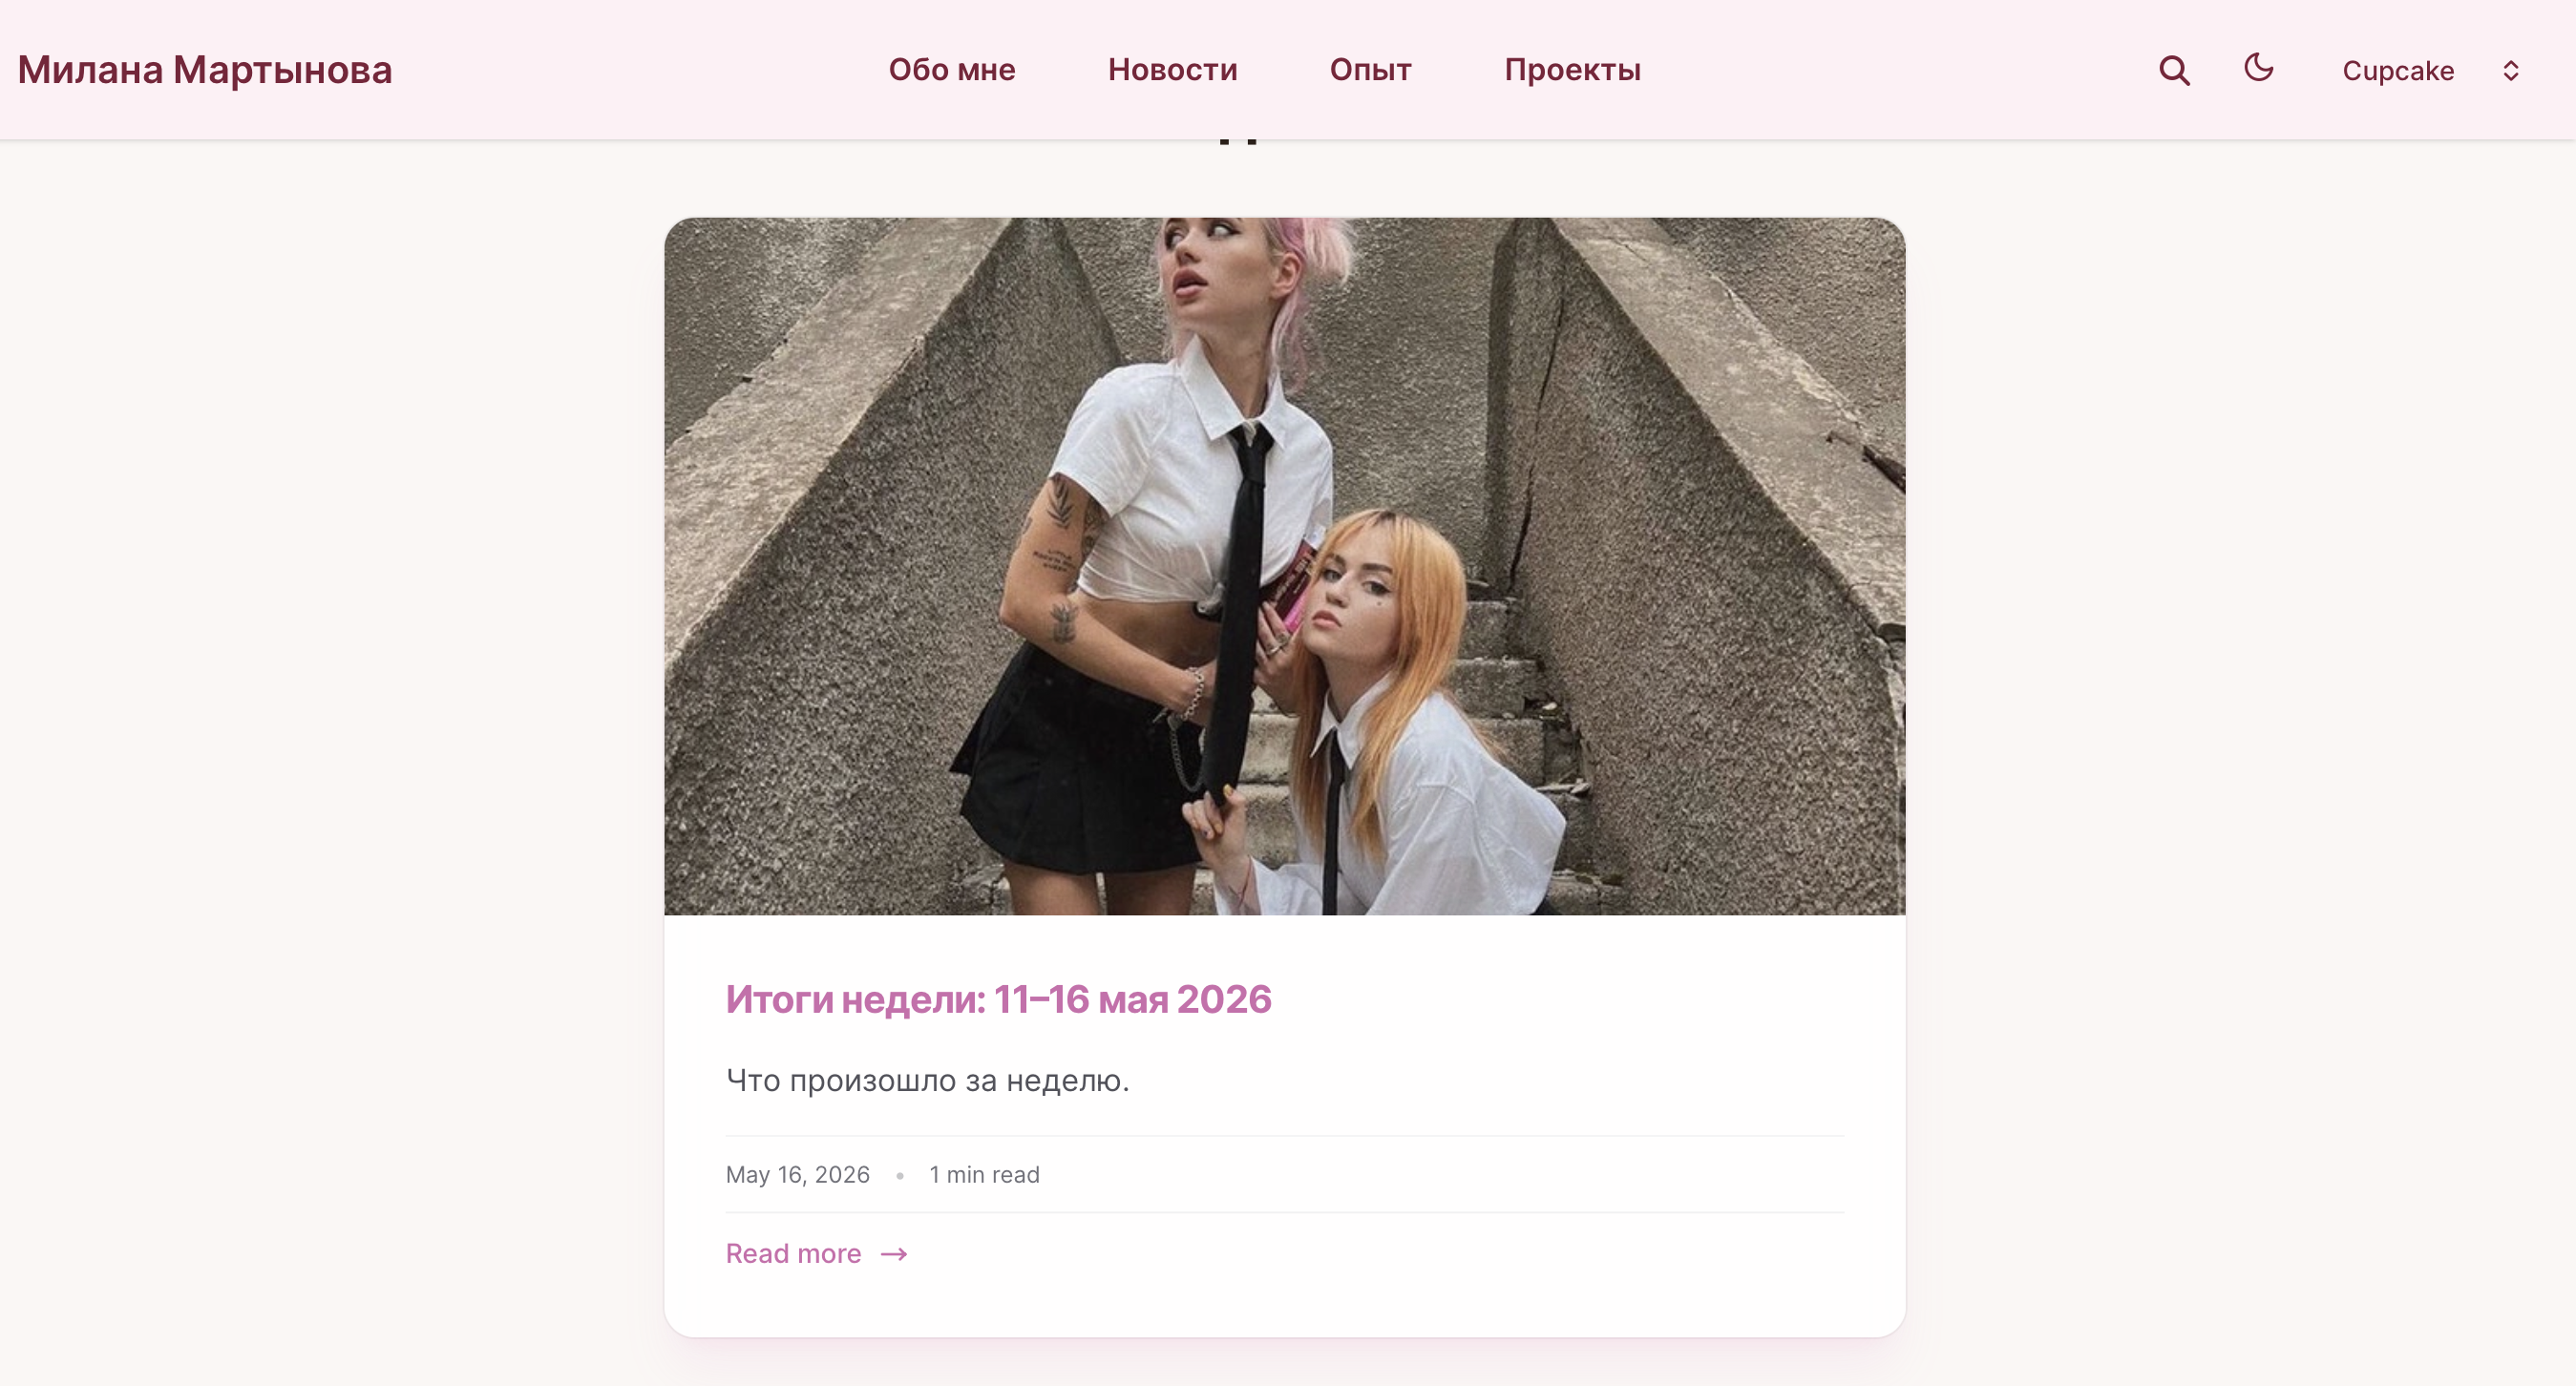 Милана Мартынова
Обо мне
Новости
Опыт
Проекты
Cupcake
Итоги недели: 11–16 мая 2026
Что произошло за неделю.
May 16, 2026 • 1 min read
Read more →